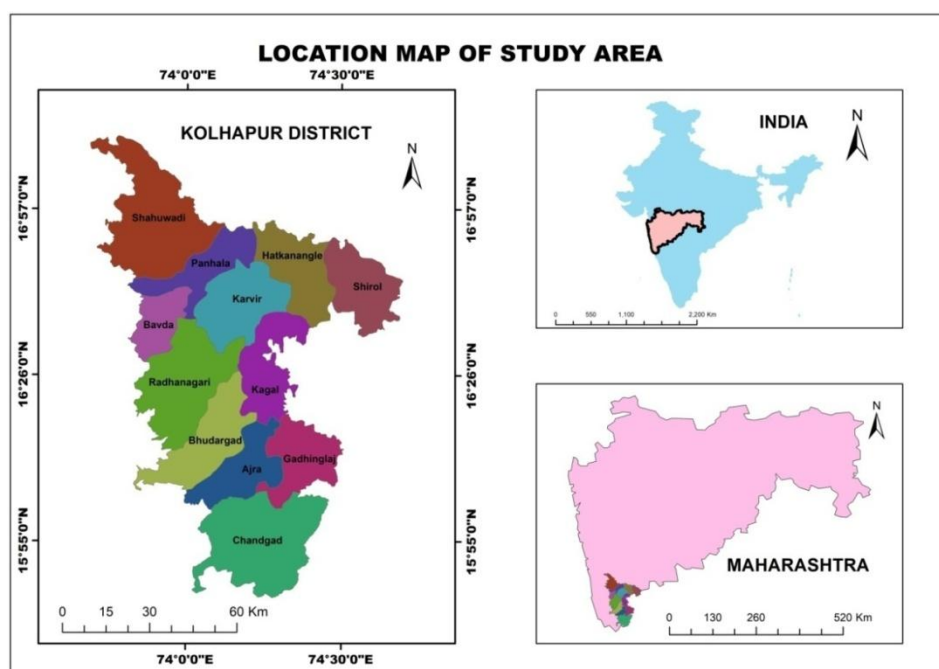 LOCATION MAP OF STUDY AREA
74°0'0"E 74°30'0"E
KOLHAPUR DISTRICT
N
16°57'0"N
16°57'0"N
Shahuwadi
Panhala
Hatkanangle
Shirol
Karvir
Bavda
16°26'0"N
16°26'0"N
Radhanagari
Kagal
Bhudargad
Gadhinglaj
Ajra
15°55'0"N
15°55'0"N
Chandgad
0 15 30 60 Km
74°0'0"E 74°30'0"E
INDIA
N
0 550 1,100 2,200 Km
N
MAHARASHTRA
0 130 260 520 Km